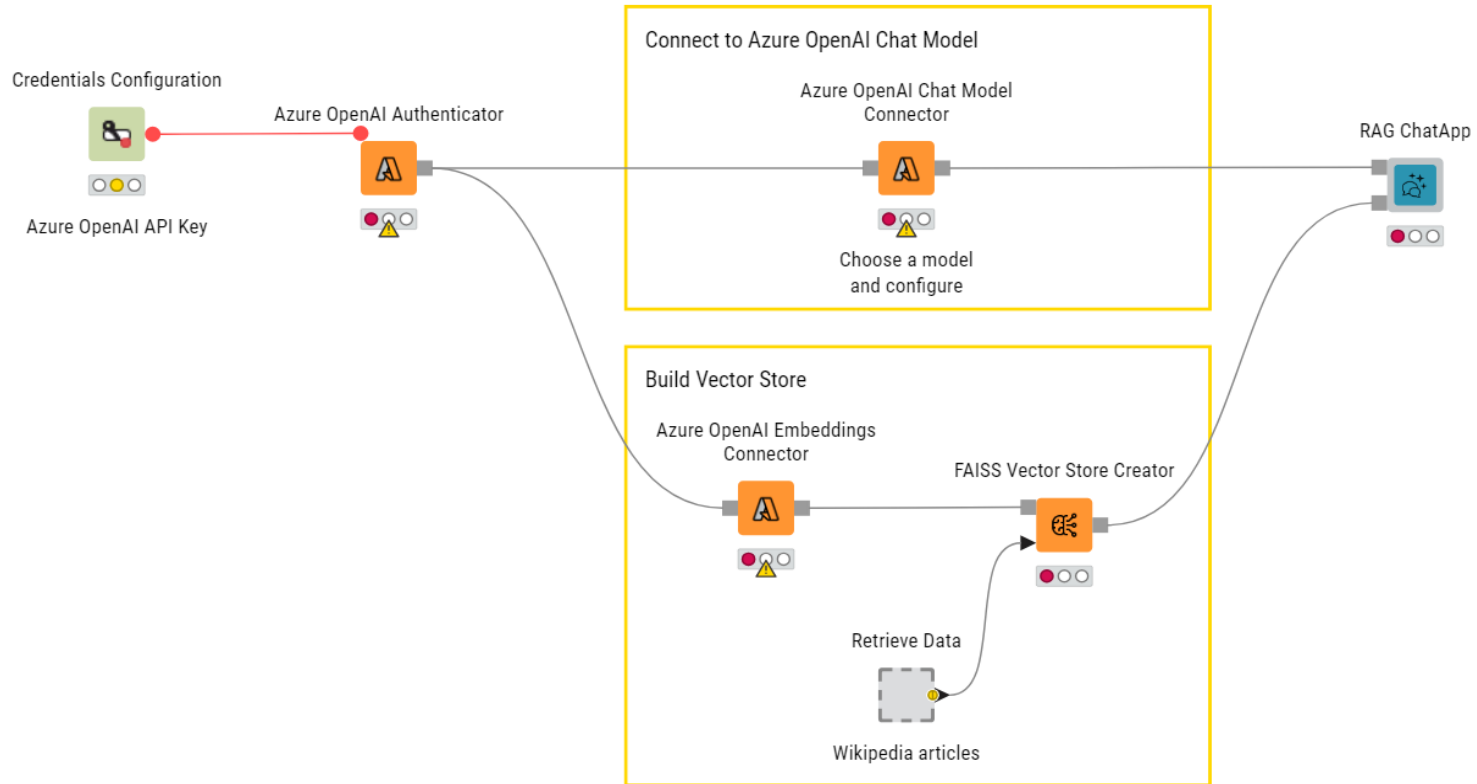 Connect to Azure OpenAI Chat Model
Credentials Configuration
Azure OpenAI Authenticator
Azure OpenAI Chat Model
Connector
RAG ChatApp
Azure OpenAI API Key
Choose a model
and configure
Build Vector Store
Azure OpenAI Embeddings
Connector
FAISS Vector Store Creator
Retrieve Data
Wikipedia articles